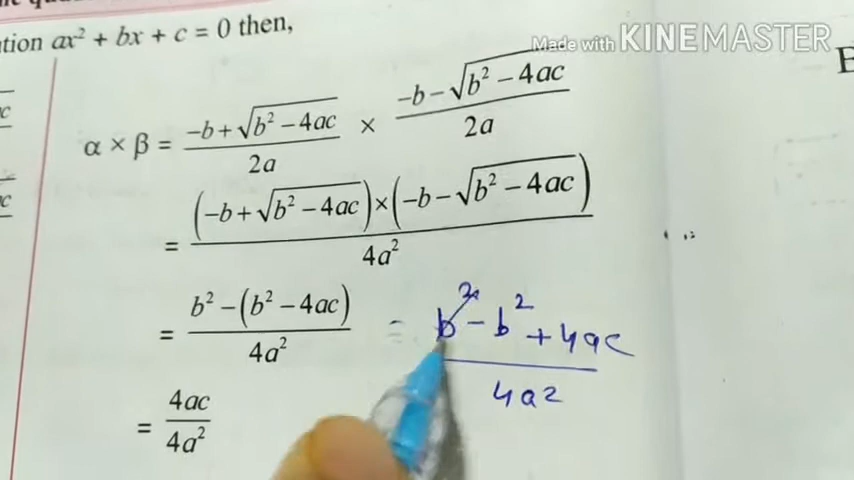 Made with KINEMASTER
tion ax² + bx + c = 0 then,
E
c
α × β = (-b + √(b² - 4ac))/2a × (-b - √(b² - 4ac))/2a
c
= ((-b + √(b² - 4ac)) × (-b - √(b² - 4ac)))/4a²
= (b² - (b² - 4ac))/4a² = (b² - b² + 4ac)/4a2
= 4ac/4a²